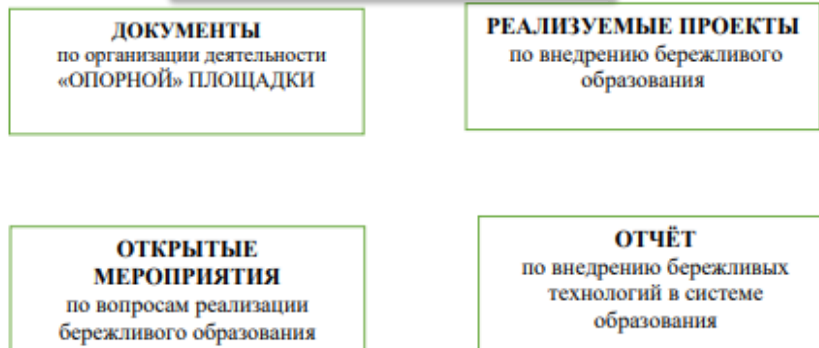 ДОКУМЕНТЫ
по организации деятельности
«ОПОРНОЙ» ПЛОЩАДКИ
РЕАЛИЗУЕМЫЕ ПРОЕКТЫ
по внедрению бережливого
образования
ОТКРЫТЫЕ
МЕРОПРИЯТИЯ
по вопросам реализации
бережливого образования
ОТЧЁТ
по внедрению бережливых
технологий в системе
образования